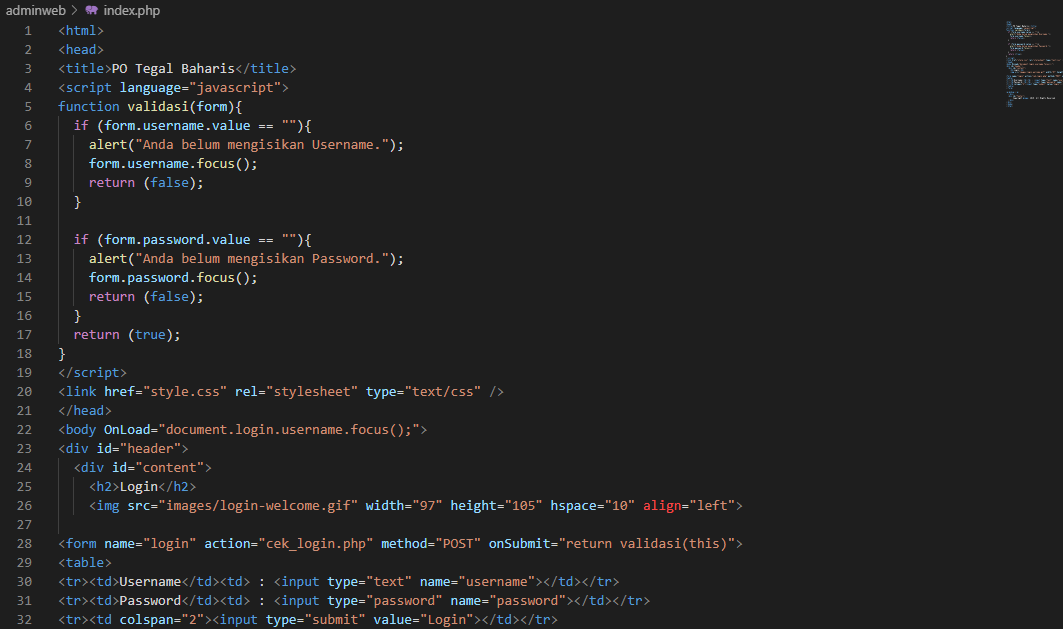 adminweb > index.php
1 <html>
2 <head>
3 <title>PO Tegal Baharis</title>
4 <script language="javascript">
5 function validasi(form){
6   if (form.username.value == ""){
7     alert("Anda belum mengisikan Username.");
8     form.username.focus();
9     return (false);
10   }
11
12   if (form.password.value == ""){
13     alert("Anda belum mengisikan Password.");
14     form.password.focus();
15     return (false);
16   }
17   return (true);
18 }
19 </script>
20 <link href="style.css" rel="stylesheet" type="text/css" />
21 </head>
22 <body OnLoad="document.login.username.focus();">
23 <div id="header">
24   <div id="content">
25     <h2>Login</h2>
26     <img src="images/login-welcome.gif" width="97" height="105" hspace="10" align="left">
27
28 <form name="login" action="cek_login.php" method="POST" onSubmit="return validasi(this)">
29 <table>
30 <tr><td>Username</td><td> : <input type="text" name="username"></td></tr>
31 <tr><td>Password</td><td> : <input type="password" name="password"></td></tr>
32 <tr><td colspan="2"><input type="submit" value="Login"></td></tr>